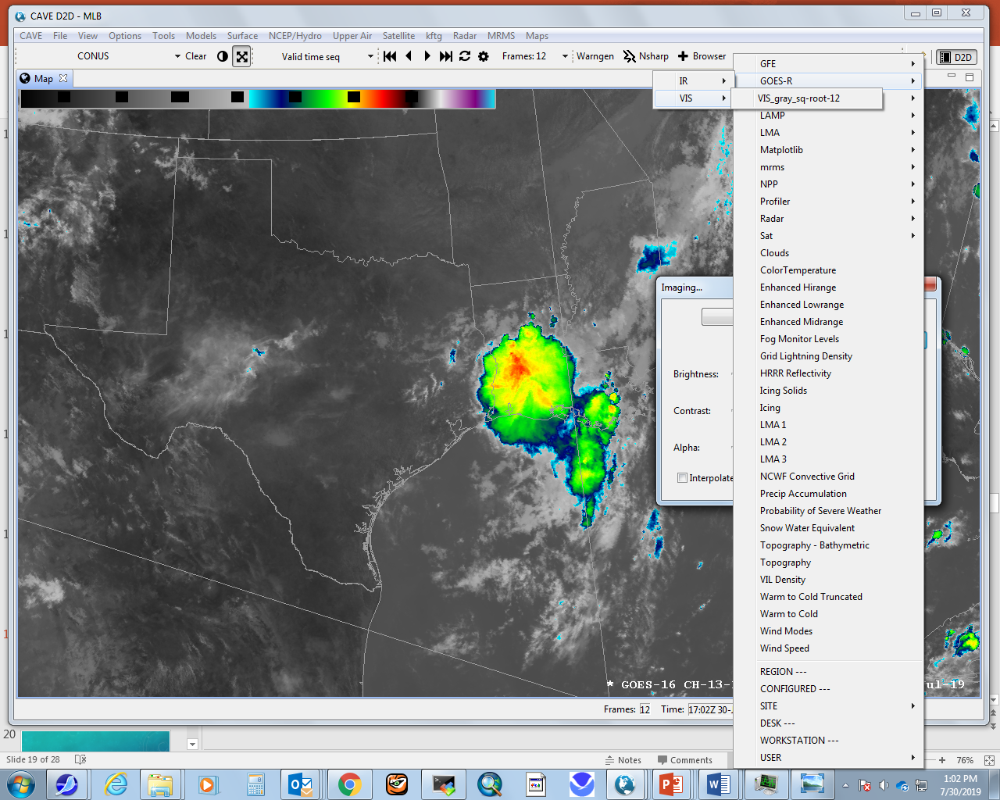 CAVE D2D - MLB
CAVE File View Options Tools Models Surface NCEP/Hydro Upper Air Satellite kftg Radar MRMS Maps
CONUS Clear Valid time seq Frames: 12 Warngen Nsharp Browser D2D
Map
IR
VIS
VIS_gray_sq-root-12
GFE
GOES-R
LAMP
LMA
Matplotlib
mrms
NPP
Profiler
Radar
Sat
Clouds
ColorTemperature
Enhanced Hirange
Enhanced Lowrange
Enhanced Midrange
Fog Monitor Levels
Grid Lightning Density
HRRR Reflectivity
Icing Solids
Icing
LMA 1
LMA 2
LMA 3
NCWF Convective Grid
Precip Accumulation
Probability of Severe Weather
Snow Water Equivalent
Topography - Bathymetric
Topography
VIL Density
Warm to Cold Truncated
Warm to Cold
Wind Modes
Wind Speed
REGION ---
CONFIGURED ---
SITE
DESK ---
WORKSTATION ---
USER
Imaging...
Brightness:
Contrast:
Alpha:
Interpolate
* GOES-16 CH-13-
ul-19
Frames: 12 Time: 17:02Z 30-
20
Slide 19 of 28 Notes Comments 76%
1:02 PM
7/30/2019